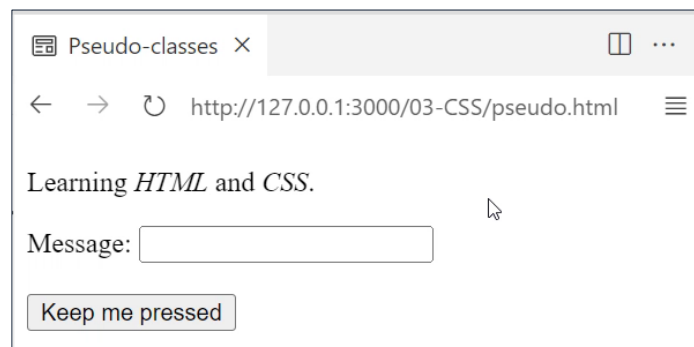 Pseudo-classes
http://127.0.0.1:3000/03-CSS/pseudo.html
Learning HTML and CSS.
Message:
Keep me pressed